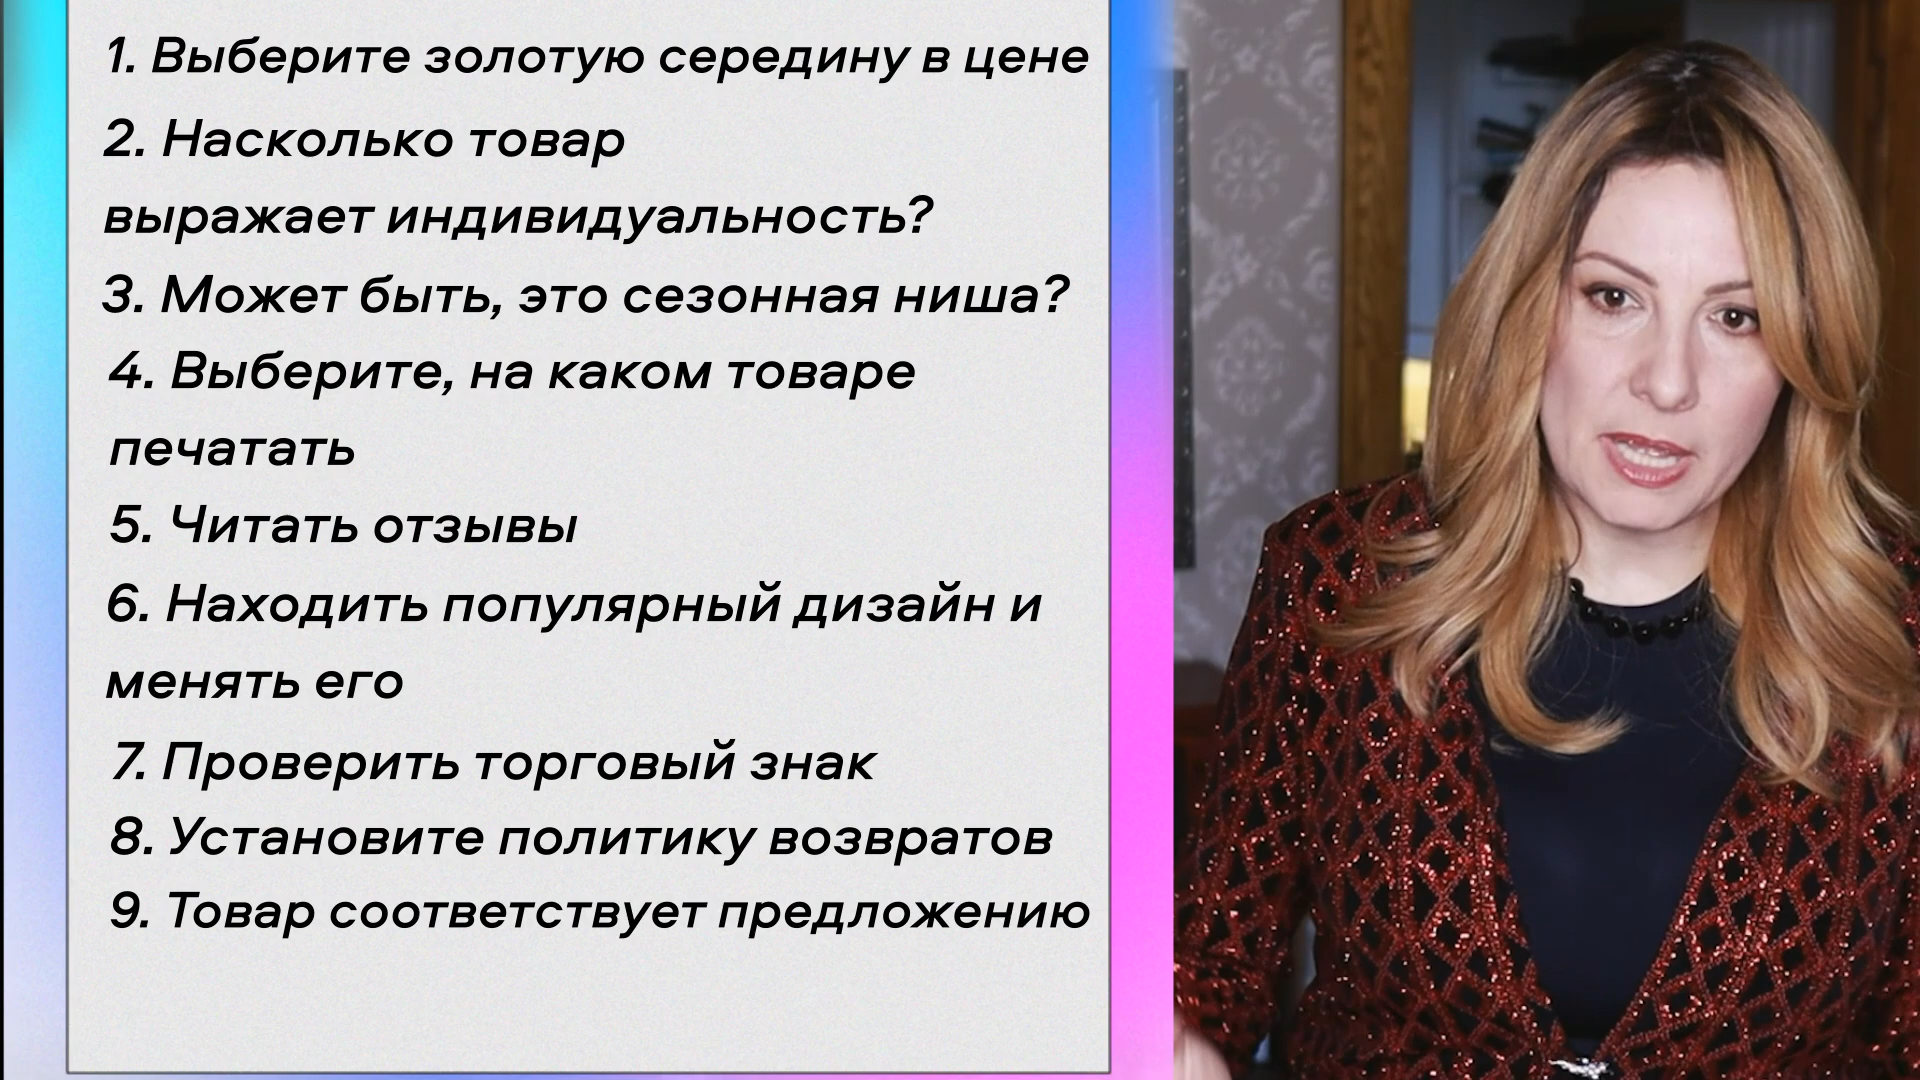 1. Выберите золотую середину в цене
2. Насколько товар
выражает индивидуальность?
3. Может быть, это сезонная ниша?
4. Выберите, на каком товаре
печатать
5. Читать отзывы
6. Находить популярный дизайн и
менять его
7. Проверить торговый знак
8. Установите политику возвратов
9. Товар соответствует предложению